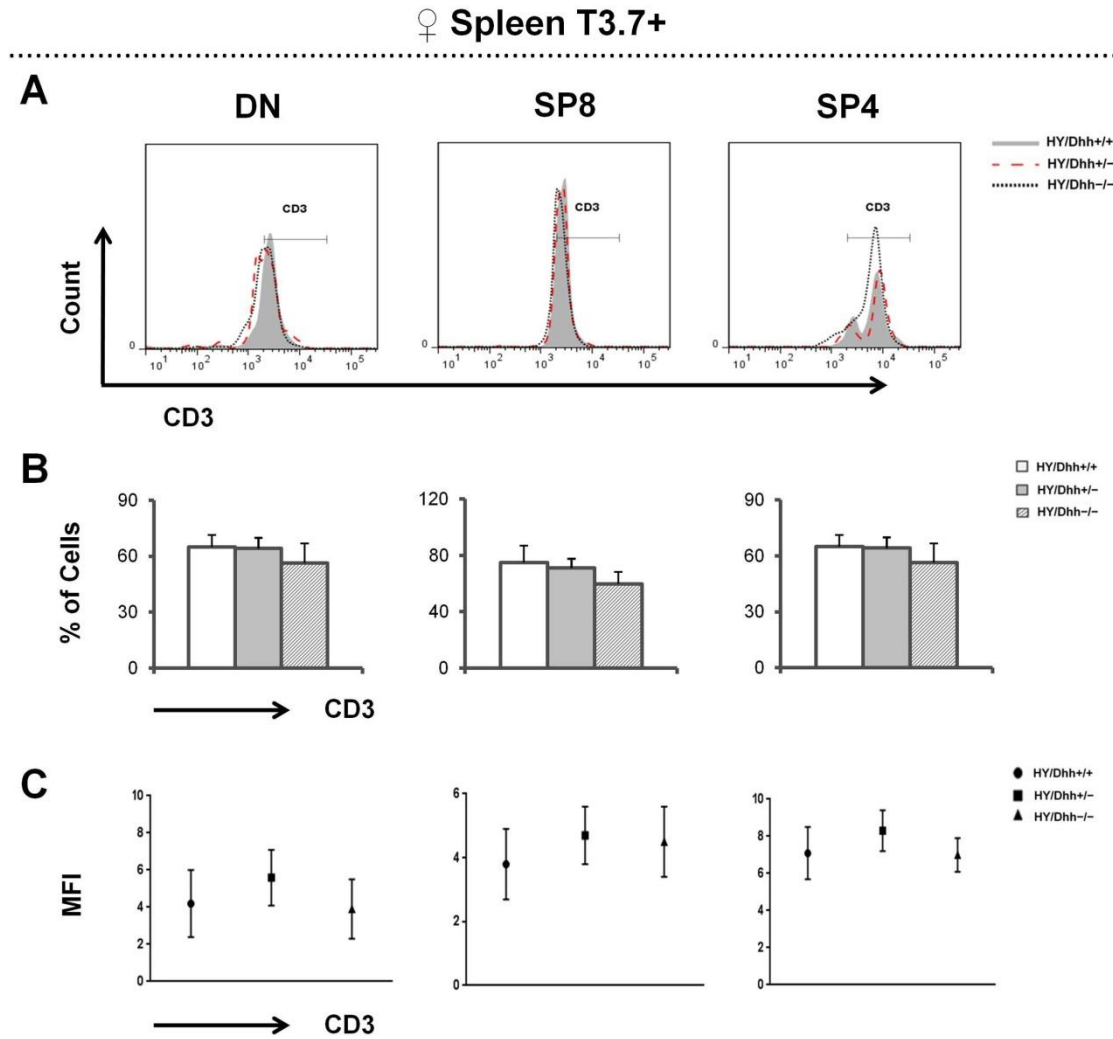 ♀ Spleen T3.7+
A
DN SP8 SP4
HY/Dhh+/+
HY/Dhh+/−
HY/Dhh−/−
CD3 CD3 CD3
Count
0 0 0
10¹ 10² 10³ 10⁴ 10⁵ 10¹ 10² 10³ 10⁴ 10⁵ 10¹ 10² 10³ 10⁴ 10⁵
CD3
B
HY/Dhh+/+
HY/Dhh+/−
HY/Dhh−/−
% of Cells
90 120 90
60 80 60
30 40 30
0 0 0
CD3
C
HY/Dhh+/+
HY/Dhh+/−
HY/Dhh−/−
MFI
10 6 10
8 4 8
6 2 6
4 0 4
2 2
0 0
CD3